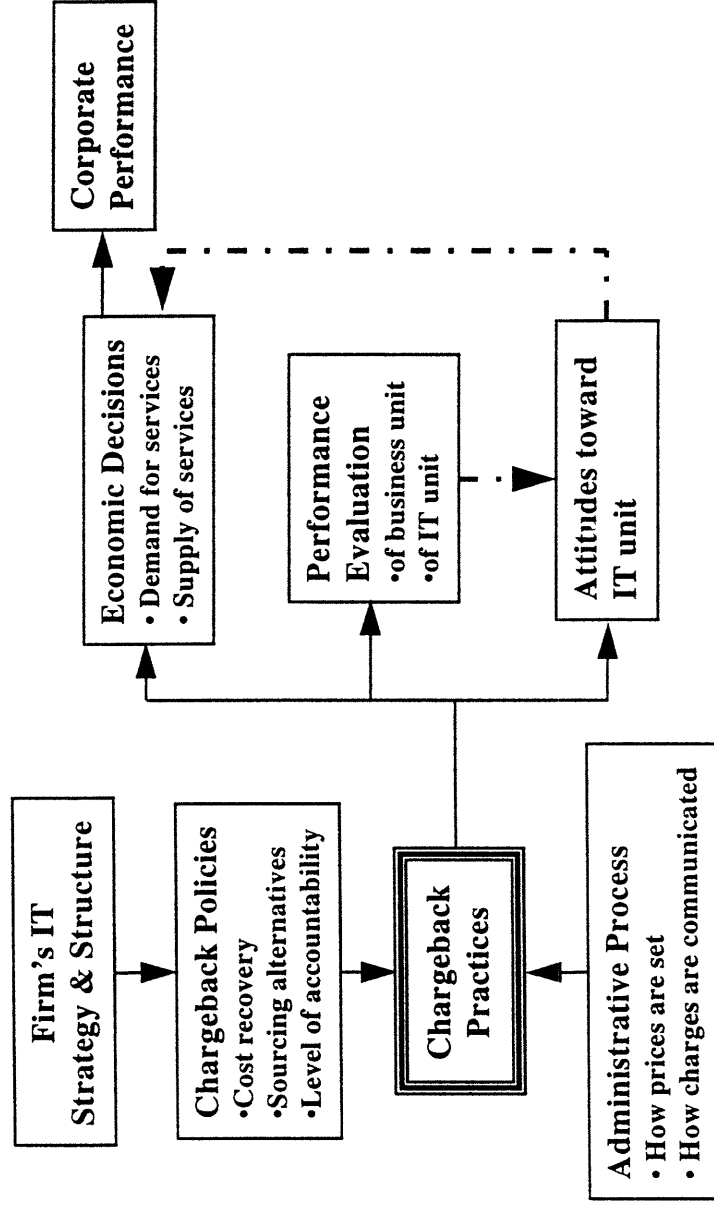 Firm's IT
Strategy & Structure
Chargeback Policies
•Cost recovery
•Sourcing alternatives
•Level of accountability
Chargeback
Practices
Administrative Process
• How prices are set
• How charges are communicated
Economic Decisions
• Demand for services
• Supply of services
Performance
Evaluation
•of business unit
•of IT unit
Attitudes toward
IT unit
Corporate
Performance